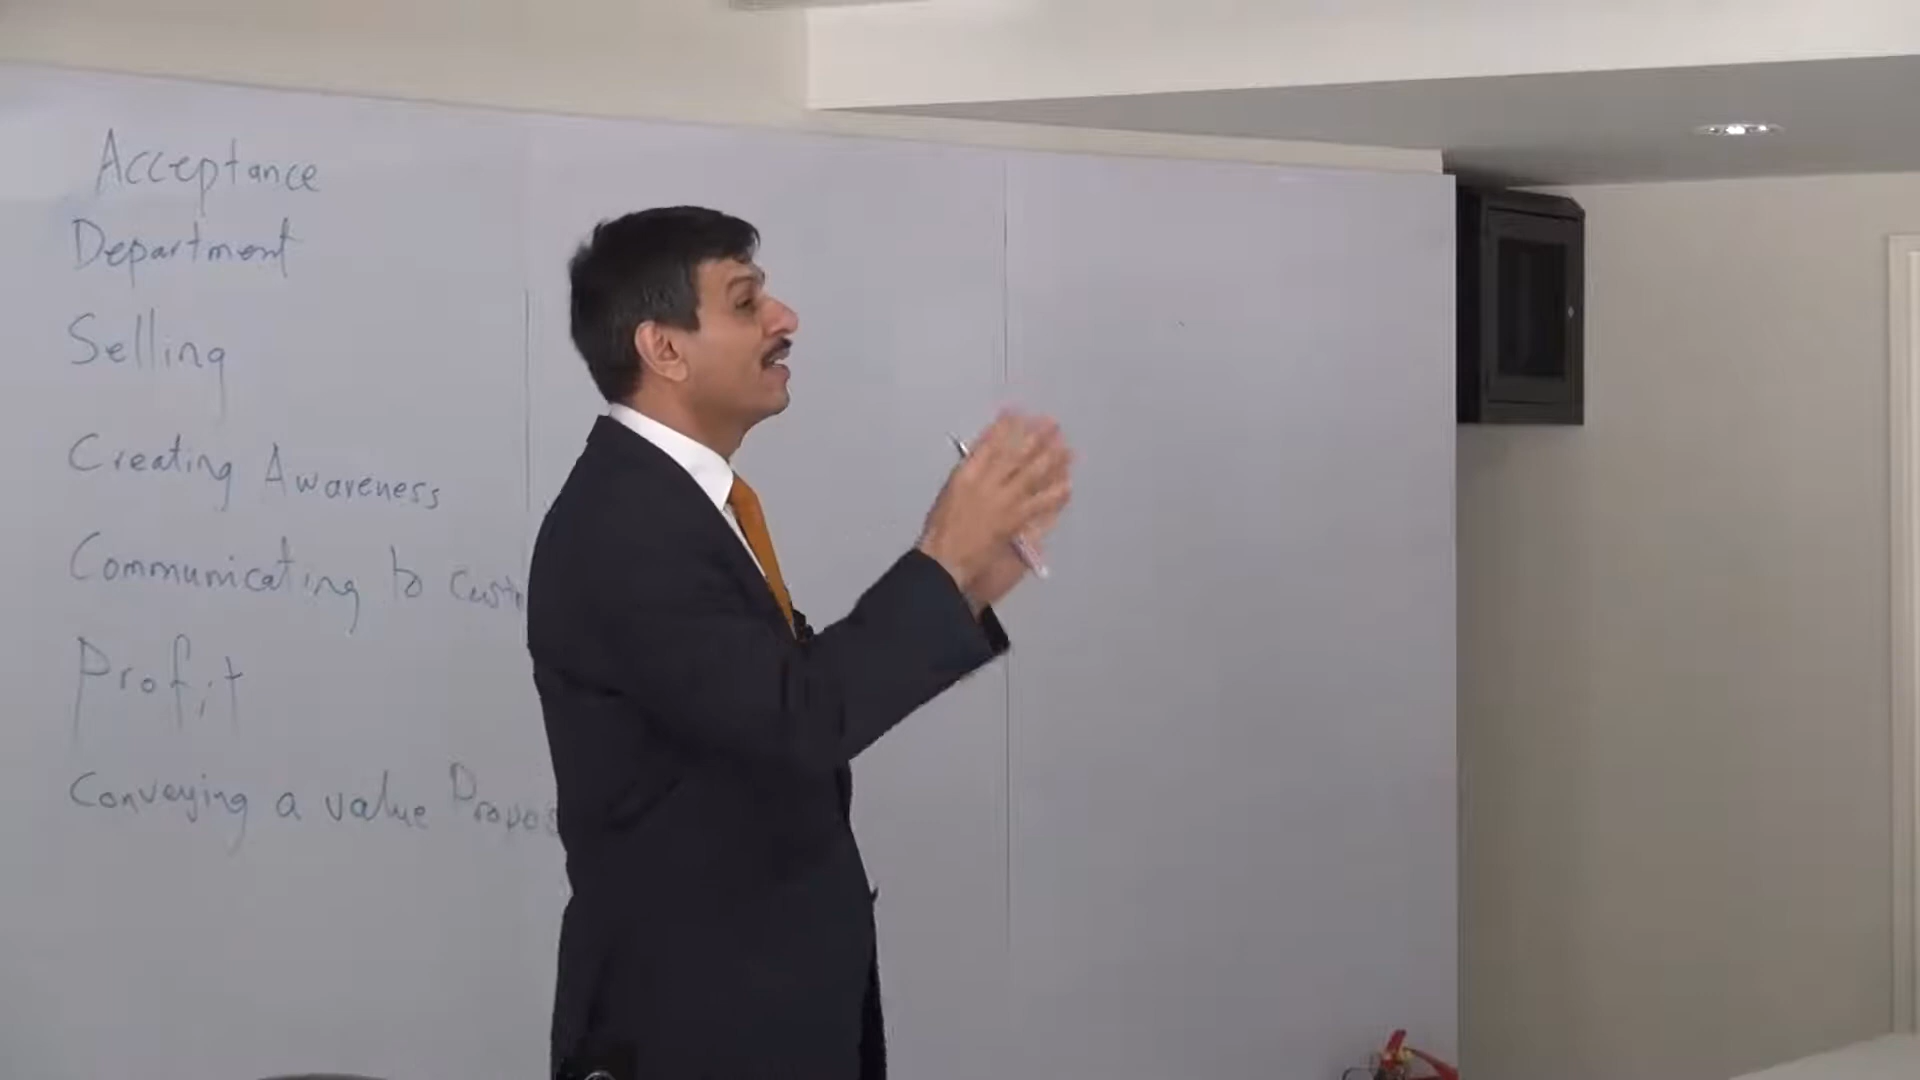 Acceptance
Department
Selling
Creating Awareness
Communicating to
Profit
Conveying a value